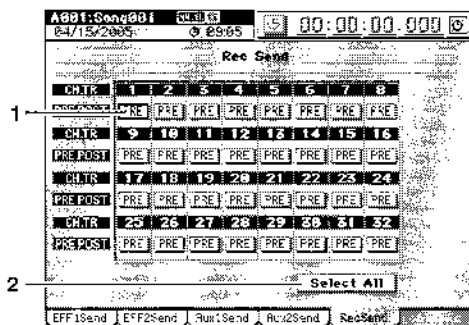 A001:Song001
04/15/2005 09:05 00:00:00.000
Rec Send
CH.TR 1 2 3 4 5 6 7 8
1 PRE.POST PRE PRE PRE PRE PRE PRE PRE PRE
CH.TR 9 10 11 12 13 14 15 16
PRE.POST PRE PRE PRE PRE PRE PRE PRE PRE
CH.TR 17 18 19 20 21 22 23 24
PRE.POST PRE PRE PRE PRE PRE PRE PRE PRE
CH.TR 25 26 27 28 29 30 31 32
PRE.POST PRE PRE PRE PRE PRE PRE PRE PRE
2 Select All
EFF1Send EFF2Send Aux1Send Aux2Send RecSend